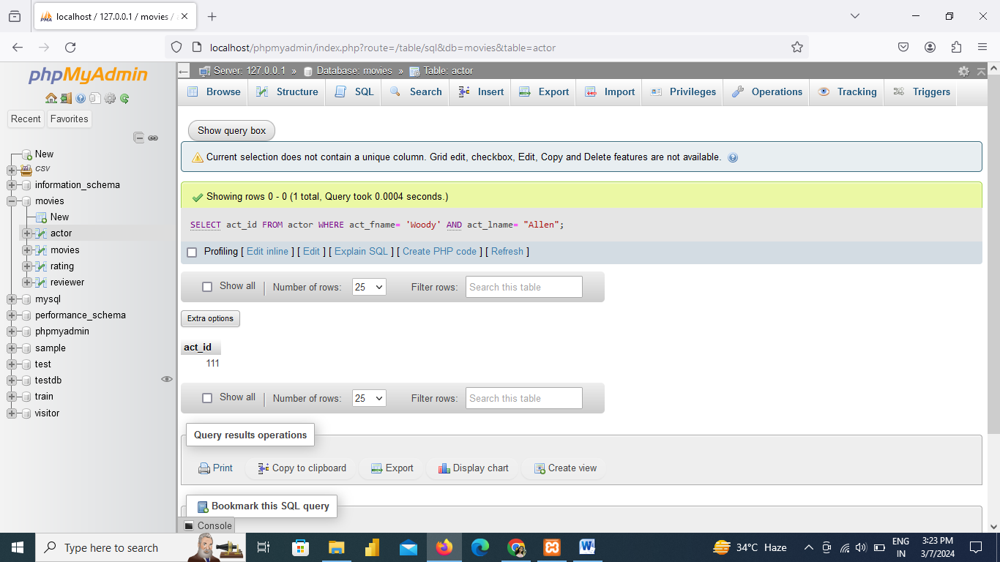 localhost / 127.0.0.1 / movies /
localhost/phpmyadmin/index.php?route=/table/sql&db=movies&table=actor
phpMyAdmin
Recent
Favorites
New
csv
information_schema
movies
New
actor
movies
rating
reviewer
mysql
performance_schema
phpmyadmin
sample
test
testdb
train
visitor
Server: 127.0.0.1 » Database: movies » Table: actor
Browse Structure SQL Search Insert Export Import Privileges Operations Tracking Triggers
Show query box
Current selection does not contain a unique column. Grid edit, checkbox, Edit, Copy and Delete features are not available.
Showing rows 0 - 0 (1 total, Query took 0.0004 seconds.)
SELECT act_id FROM actor WHERE act_fname= 'Woody' AND act_lname= "Allen";
Profiling [ Edit inline ] [ Edit ] [ Explain SQL ] [ Create PHP code ] [ Refresh ]
Show all | Number of rows: 25 Filter rows: Search this table
Extra options
act_id
111
Show all | Number of rows: 25 Filter rows: Search this table
Query results operations
Print Copy to clipboard Export Display chart Create view
Bookmark this SQL query
Console
Type here to search
34°C Haze
ENG
IN
3:23 PM
3/7/2024